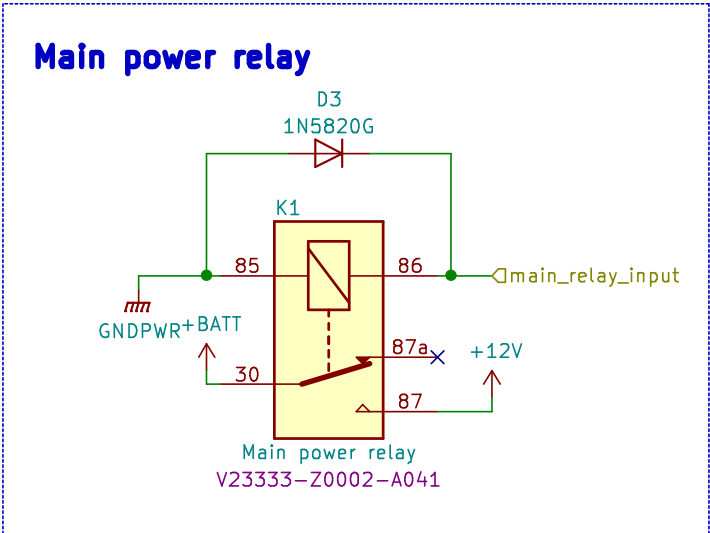 Main power relay
D3
1N5820G
K1
85
86
main_relay_input
GNDPWR
+BATT
87a
+12V
30
87
Main power relay
V23333-Z0002-A041